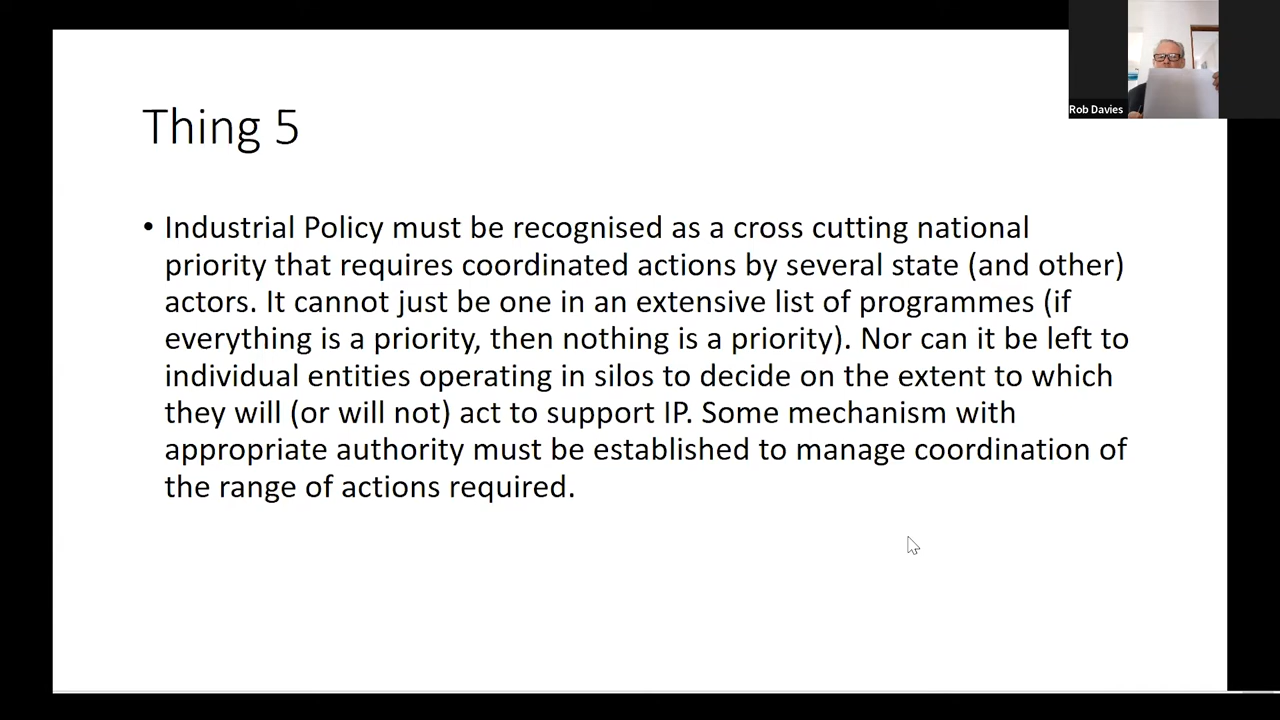 Rob Davies
Thing 5
• Industrial Policy must be recognised as a cross cutting national
priority that requires coordinated actions by several state (and other)
actors. It cannot just be one in an extensive list of programmes (if
everything is a priority, then nothing is a priority). Nor can it be left to
individual entities operating in silos to decide on the extent to which
they will (or will not) act to support IP. Some mechanism with
appropriate authority must be established to manage coordination of
the range of actions required.